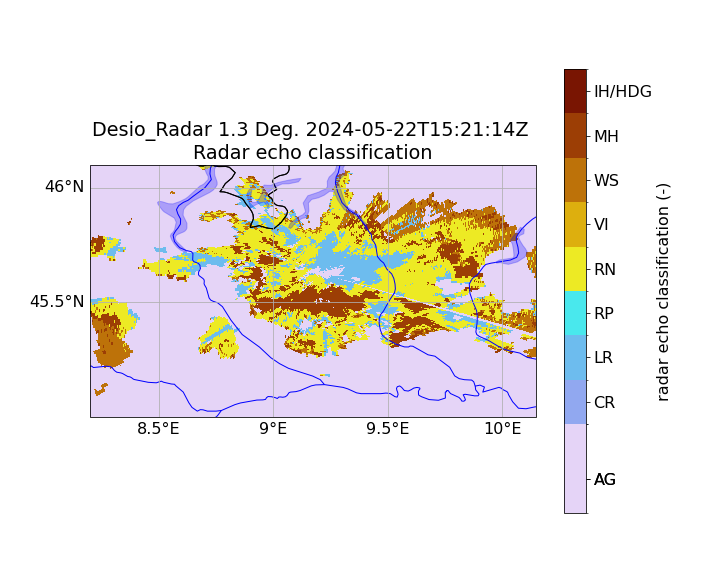 Desio_Radar 1.3 Deg. 2024-05-22T15:21:14Z
Radar echo classification
46°N
45.5°N
8.5°E
9°E
9.5°E
10°E
IH/HDG
MH
WS
VI
RN
RP
LR
CR
AG
radar echo classification (-)